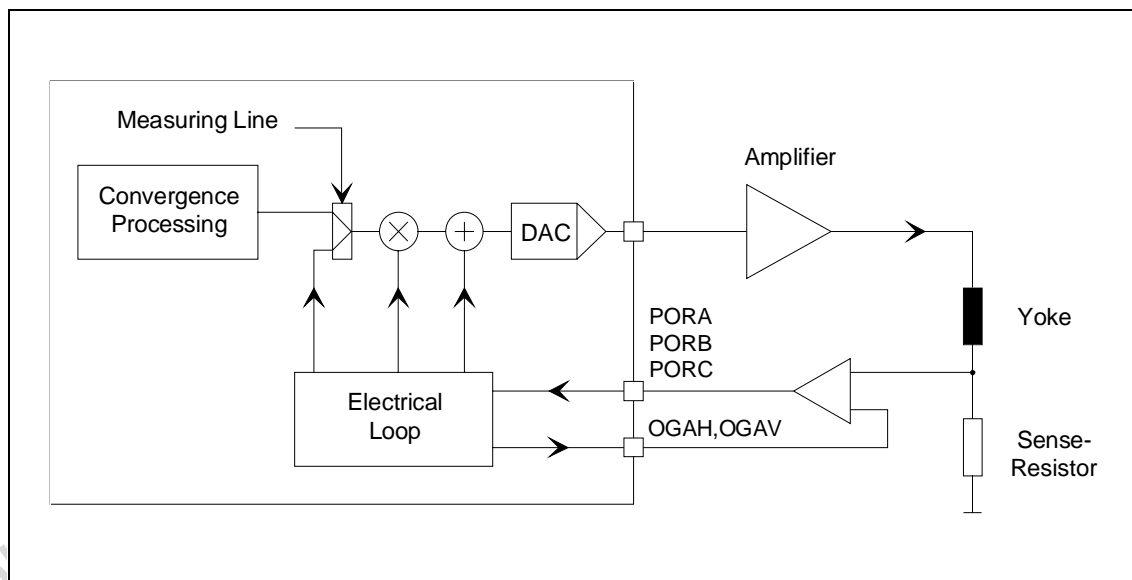 Measuring Line
Convergence
Processing
DAC
Amplifier
Yoke
PORA
PORB
PORC
Electrical
Loop
OGAH,OGAV
Sense-
Resistor